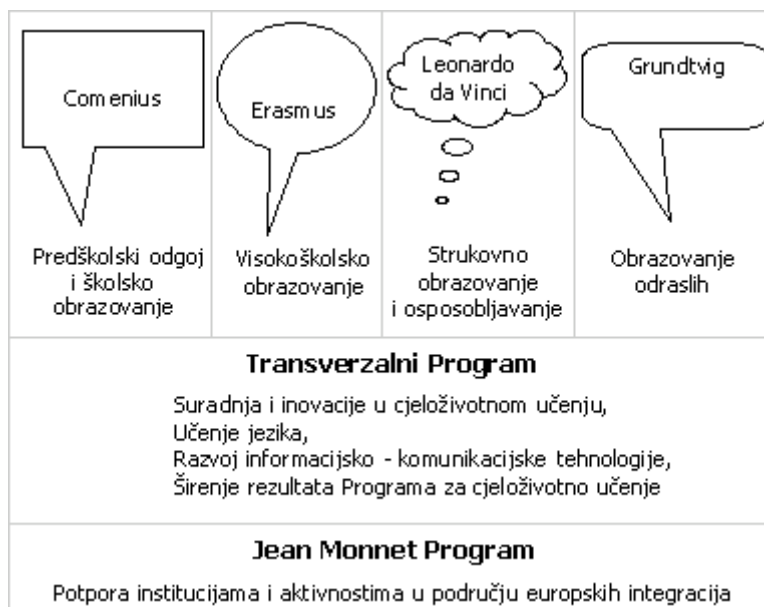 Comenius
Erasmus
Leonardo
da Vinci
Grundtvig
Predškolski odgoj
i školsko
obrazovanje
Visokoškolsko
obrazovanje
Strukovno
obrazovanje
i osposobljavanje
Obrazovanje
odraslih
Transverzalni Program
Suradnja i inovacije u cjeloživotnom učenju,
Učenje jezika,
Razvoj informacijsko - komunikacijske tehnologije,
Širenje rezultata Programa za cjeloživotno učenje
Jean Monnet Program
Potpora institucijama i aktivnostima u području europskih integracija